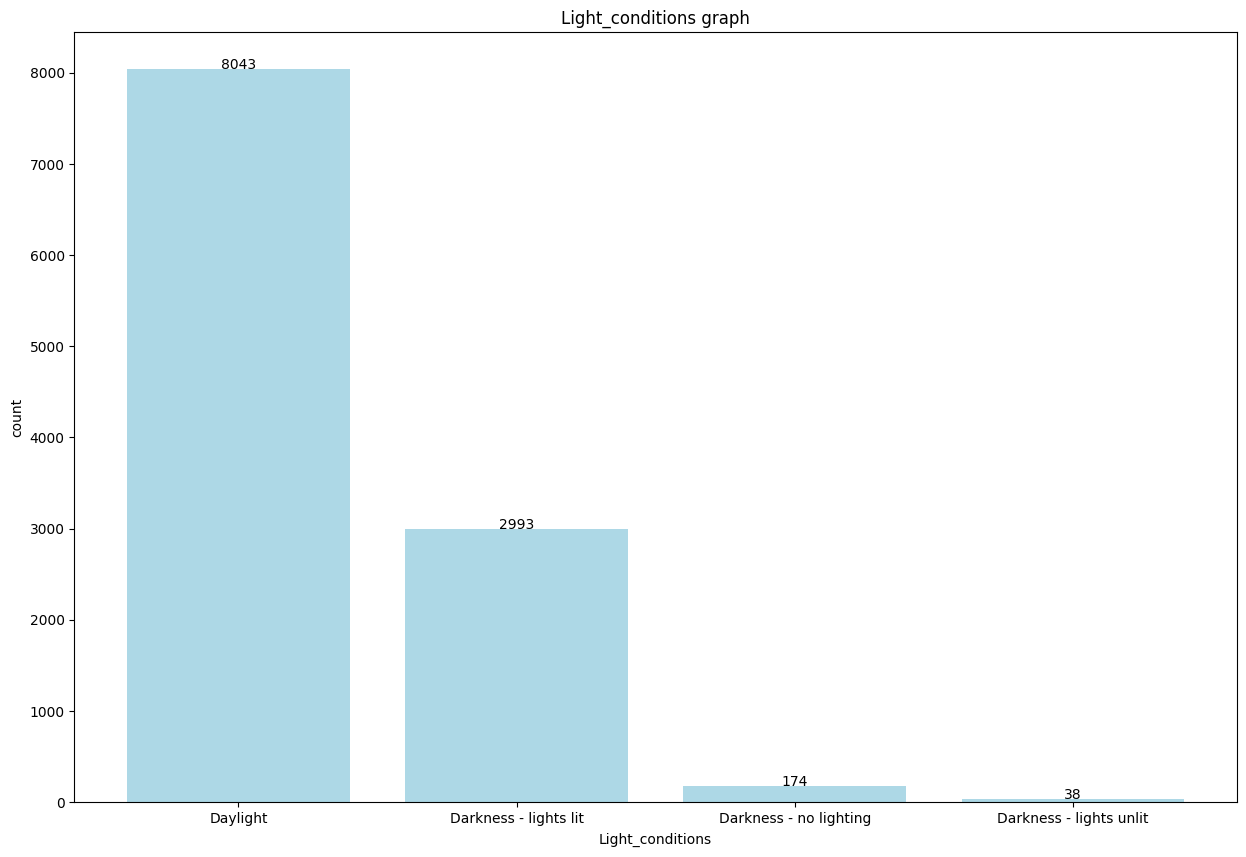 Light_conditions graph
8043
8000
7000
6000
5000
4000
3000
2000
1000
0
count
2993
174
38
Daylight
Darkness - lights lit
Darkness - no lighting
Darkness - lights unlit
Light_conditions